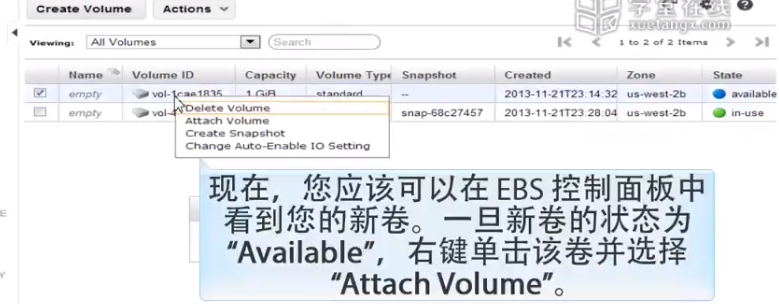 Create Volume Actions
学堂在线
xuetangx.com
Viewing: All Volumes Search 1 to 2 of 2 Items
Name Volume ID Capacity Volume Type Snapshot Created Zone State
empty vol-1cae1835 1 GiB standard -- 2013-11-21T23:14:32 us-west-2b available
empty vol-4 snap-68c27457 2013-11-21T23:28:04 us-west-2b in-use
Delete Volume
Attach Volume
Create Snapshot
Change Auto-Enable IO Setting
现在，您应该可以在 EBS 控制面板中
看到您的新卷。一旦新卷的状态为
“Available”，右键单击该卷并选择
“Attach Volume”。